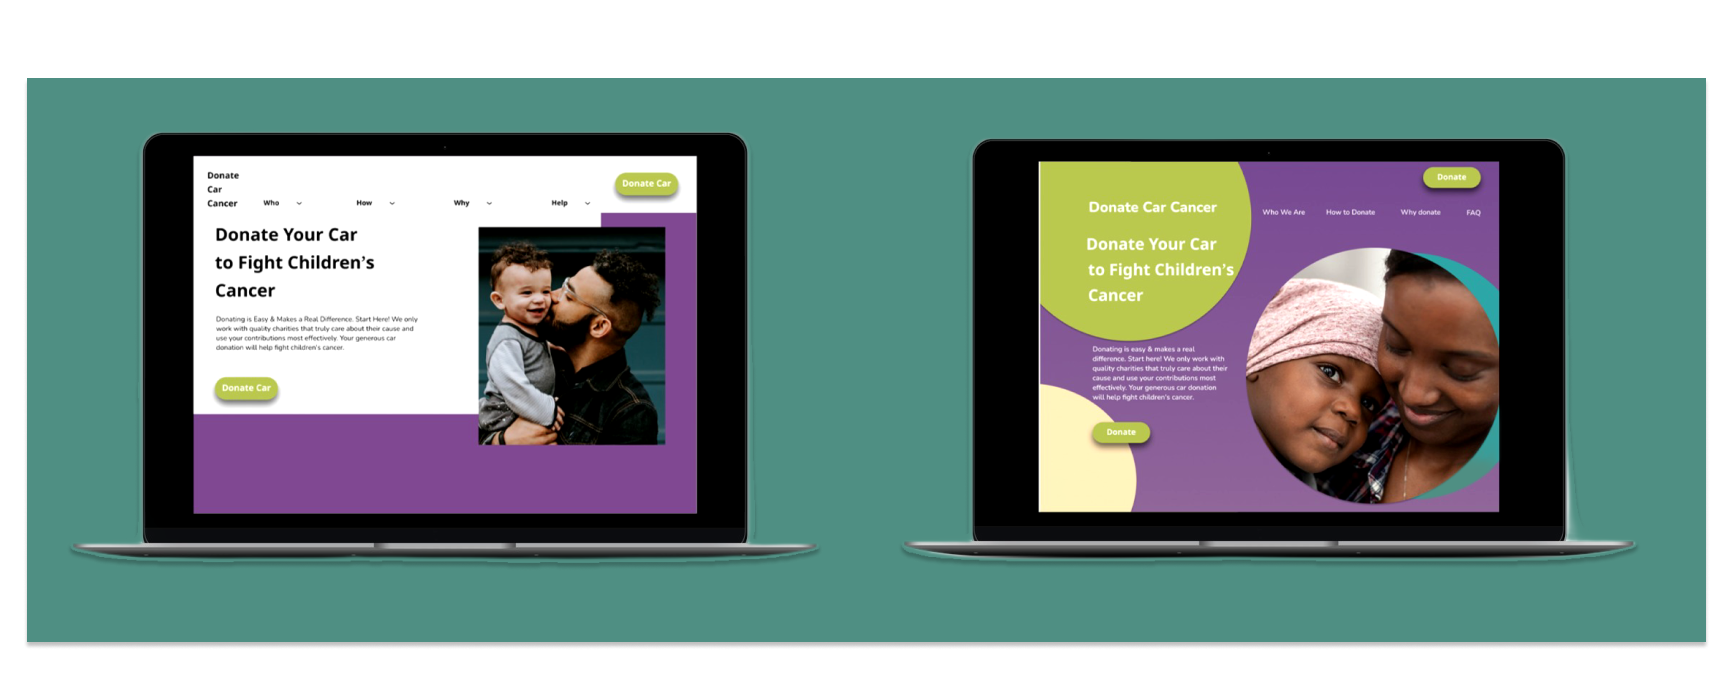 Donate
Car
Cancer
Who
How
Why
Help
Donate Car
Donate Your Car
to Fight Children's
Cancer
Donating is Easy & Makes a Real Difference. Start Here! We only
work with quality charities that truly care about their cause and
use your contributions most effectively. Your generous car
donation will help fight children's cancer.
Donate Car
Donate
Donate Car Cancer
Who We Are
How to Donate
Why donate
FAQ
Donate Your Car
to Fight Children's
Cancer
Donating is easy & makes a real
difference. Start here! We only work with
quality charities that truly care about their
cause and use your contributions most
effectively. Your generous car donation
will help fight children's cancer.
Donate